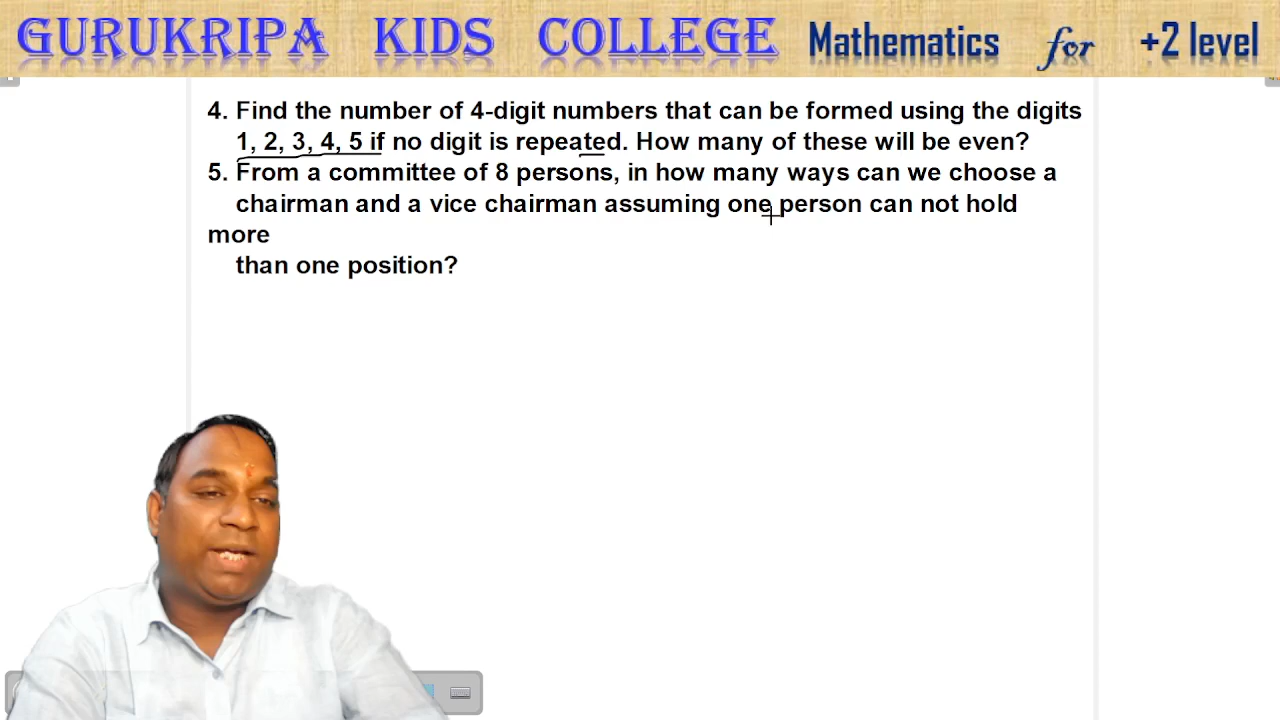 GURUKRIPA KIDS COLLEGE Mathematics for +2 level
4. Find the number of 4-digit numbers that can be formed using the digits
1, 2, 3, 4, 5 if no digit is repeated. How many of these will be even?
5. From a committee of 8 persons, in how many ways can we choose a
chairman and a vice chairman assuming one person can not hold
more
than one position?